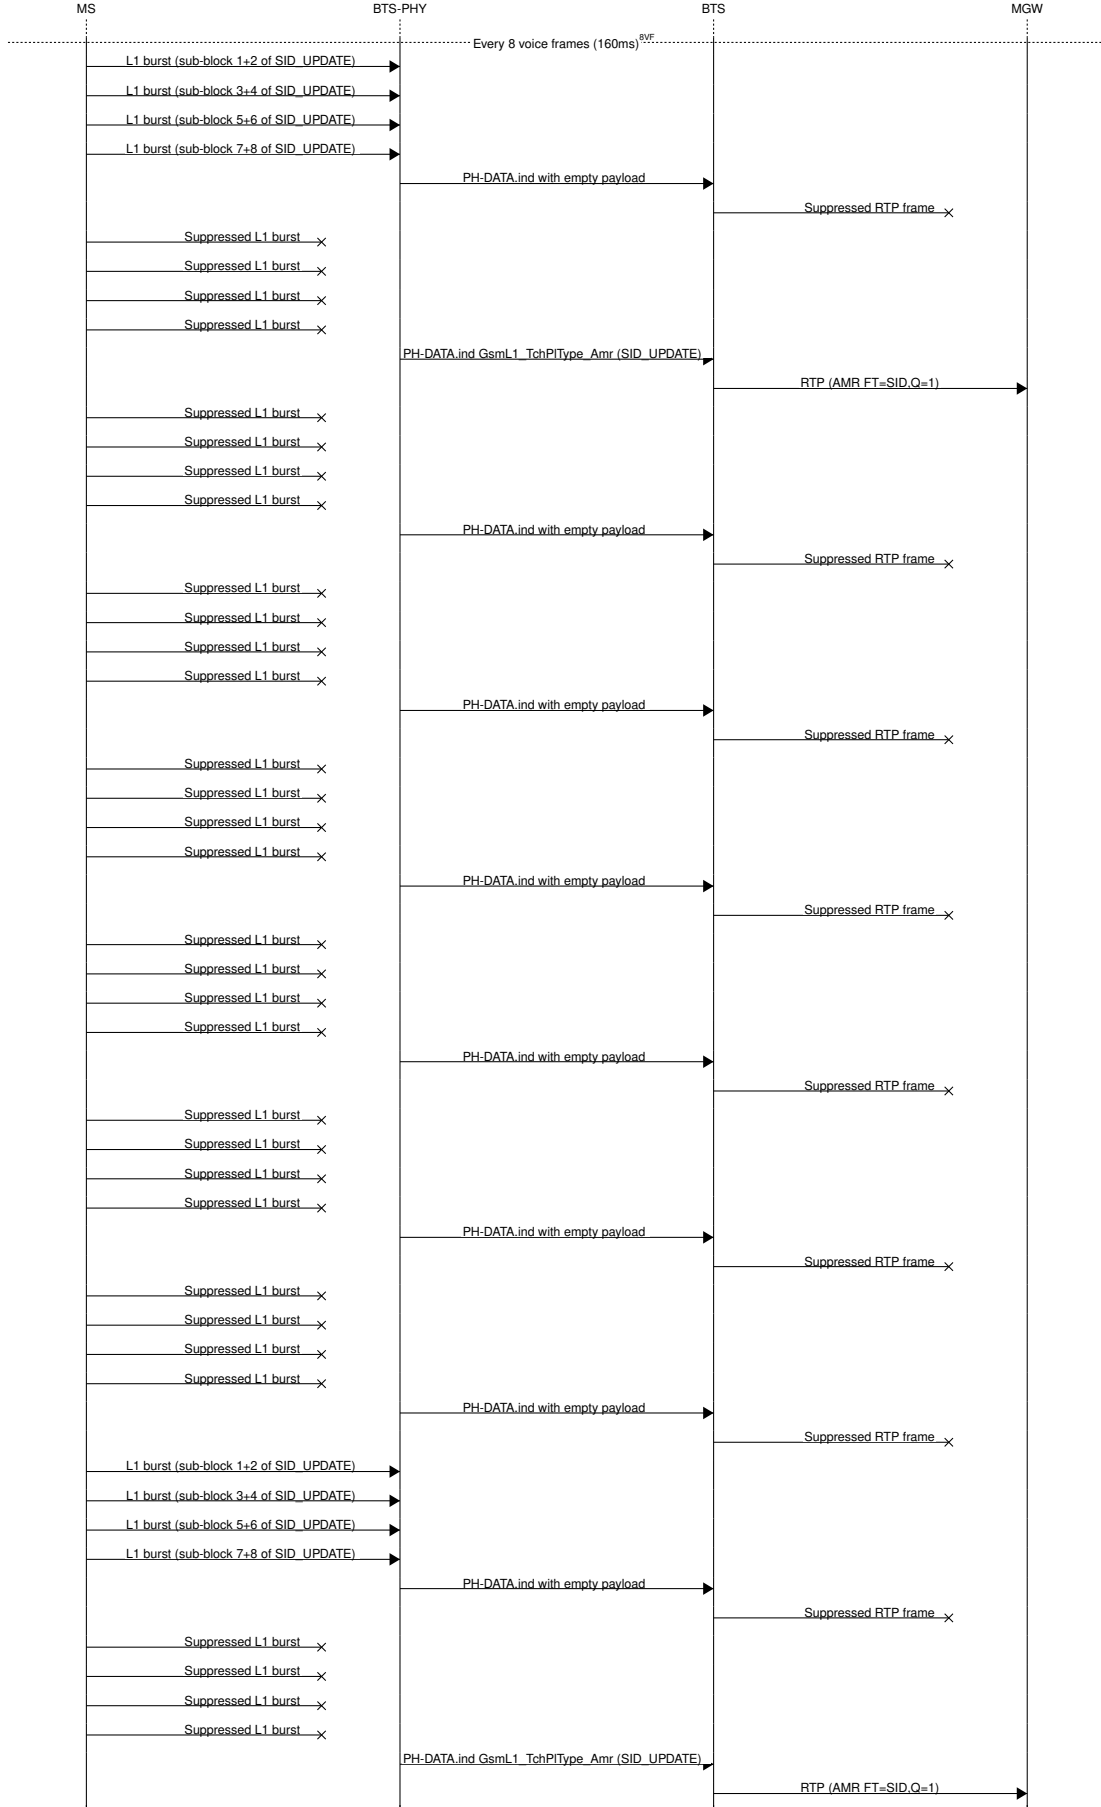 MS BTS-PHY BTS MGW
Every 8 voice frames (160ms)8VF
L1 burst (sub-block 1+2 of SID_UPDATE)
L1 burst (sub-block 3+4 of SID_UPDATE)
L1 burst (sub-block 5+6 of SID_UPDATE)
L1 burst (sub-block 7+8 of SID_UPDATE)
PH-DATA.ind with empty payload
Suppressed RTP frame
Suppressed L1 burst
Suppressed L1 burst
Suppressed L1 burst
Suppressed L1 burst
PH-DATA.ind GsmL1_TchPlType_Amr (SID_UPDATE)
RTP (AMR FT=SID,Q=1)
Suppressed L1 burst
Suppressed L1 burst
Suppressed L1 burst
Suppressed L1 burst
PH-DATA.ind with empty payload
Suppressed RTP frame
Suppressed L1 burst
Suppressed L1 burst
Suppressed L1 burst
Suppressed L1 burst
PH-DATA.ind with empty payload
Suppressed RTP frame
Suppressed L1 burst
Suppressed L1 burst
Suppressed L1 burst
Suppressed L1 burst
PH-DATA.ind with empty payload
Suppressed RTP frame
Suppressed L1 burst
Suppressed L1 burst
Suppressed L1 burst
Suppressed L1 burst
PH-DATA.ind with empty payload
Suppressed RTP frame
Suppressed L1 burst
Suppressed L1 burst
Suppressed L1 burst
Suppressed L1 burst
PH-DATA.ind with empty payload
Suppressed RTP frame
Suppressed L1 burst
Suppressed L1 burst
Suppressed L1 burst
Suppressed L1 burst
PH-DATA.ind with empty payload
Suppressed RTP frame
L1 burst (sub-block 1+2 of SID_UPDATE)
L1 burst (sub-block 3+4 of SID_UPDATE)
L1 burst (sub-block 5+6 of SID_UPDATE)
L1 burst (sub-block 7+8 of SID_UPDATE)
PH-DATA.ind with empty payload
Suppressed RTP frame
Suppressed L1 burst
Suppressed L1 burst
Suppressed L1 burst
Suppressed L1 burst
PH-DATA.ind GsmL1_TchPlType_Amr (SID_UPDATE)
RTP (AMR FT=SID,Q=1)